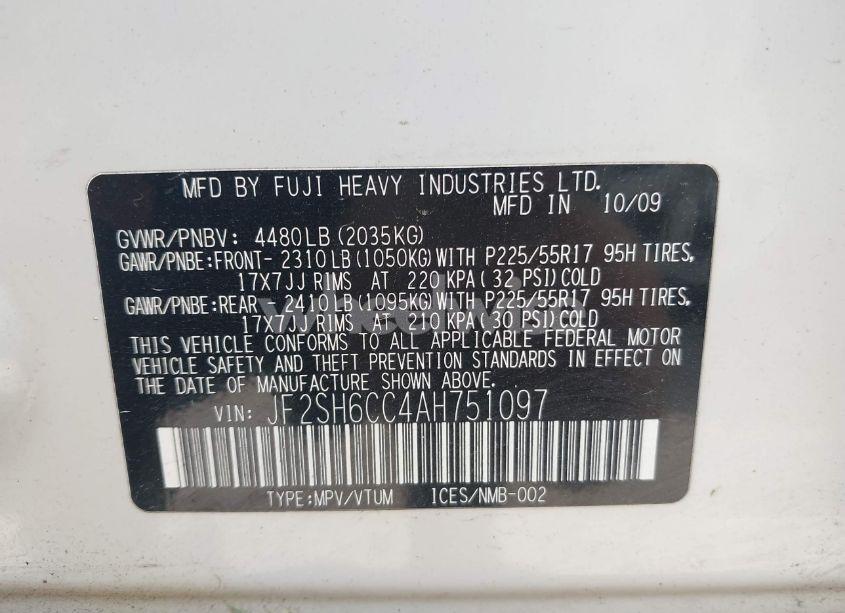 MFD BY FUJI HEAVY INDUSTRIES LTD.
MFD IN 10/09
GVWR/PNBV: 4480LB(2035KG)
GAWR/PNBE:FRONT- 2310LB(1050KG)WITH P225/55R17 95H TIRES,
17X7JJ RIMS AT 220 KPA(32 PSI)COLD
GAWR/PNBE:REAR - 2410LB(1095KG)WITH P225/55R17 95H TIRES,
17X7JJ RIMS AT 210 KPA(30 PSI)COLD
THIS VEHICLE CONFORMS TO ALL APPLICABLE FEDERAL MOTOR
VEHICLE SAFETY AND THEFT PREVENTION STANDARDS IN EFFECT ON
THE DATE OF MANUFACTURE SHOWN ABOVE.
VIN: JF2SH6CC4AH751097
TYPE:MPV/VTUM ICES/NMB-002